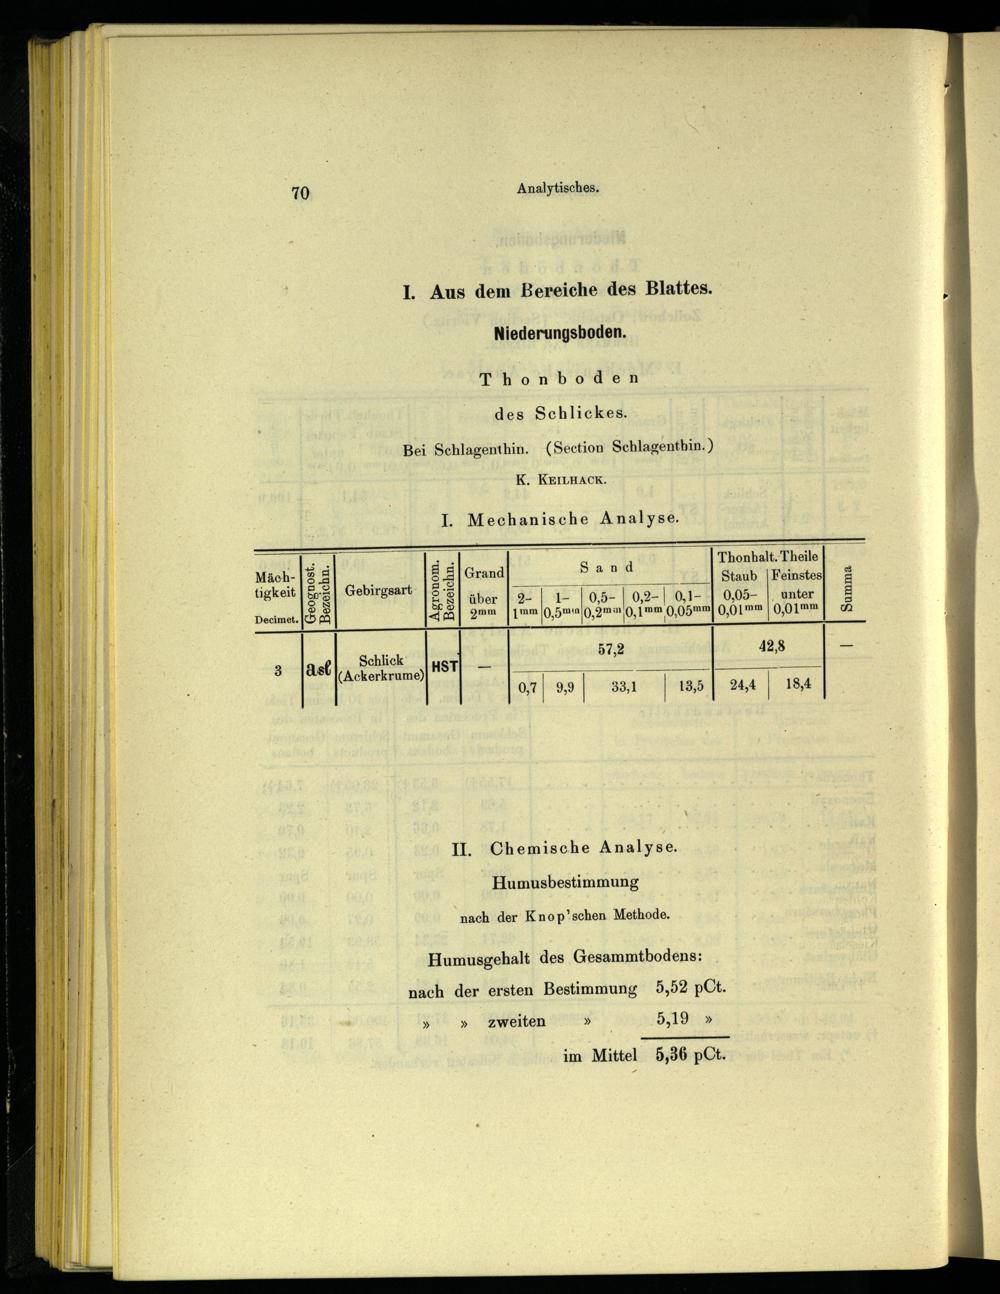 70 Analytisches.
I. Aus dem Bereiche des Blattes.
Niederungsboden.
Thonboden
des Schlickes.
Bei Schlagenthin. (Section Schlagenthin.)
K. KEILHACK.
I. Mechanische Analyse.
Mäch-
tigkeit
Decimet.
Geognost.
Bezeichn.
Gebirgsart
Agronom.
Bezeichn.
Grand
über
2mm
Sand
2-
1mm
1-
0,5mm
0,5-
0,2mm
0,2-
0,1mm
0,1-
0,05mm
Thonhalt. Theile
Staub
0,05-
0,01mm
Feinstes
unter
0,01mm
Summa
3
asl
Schlick
(Ackerkrume)
HST
—
57,2
42,8
—
0,7 9,9 33,1 13,5 24,4 18,4
II. Chemische Analyse.
Humusbestimmung
nach der Knop'schen Methode.
Humusgehalt des Gesammtbodens:
nach der ersten Bestimmung 5,52 pCt.
» » zweiten » 5,19 »
im Mittel 5,36 pCt.